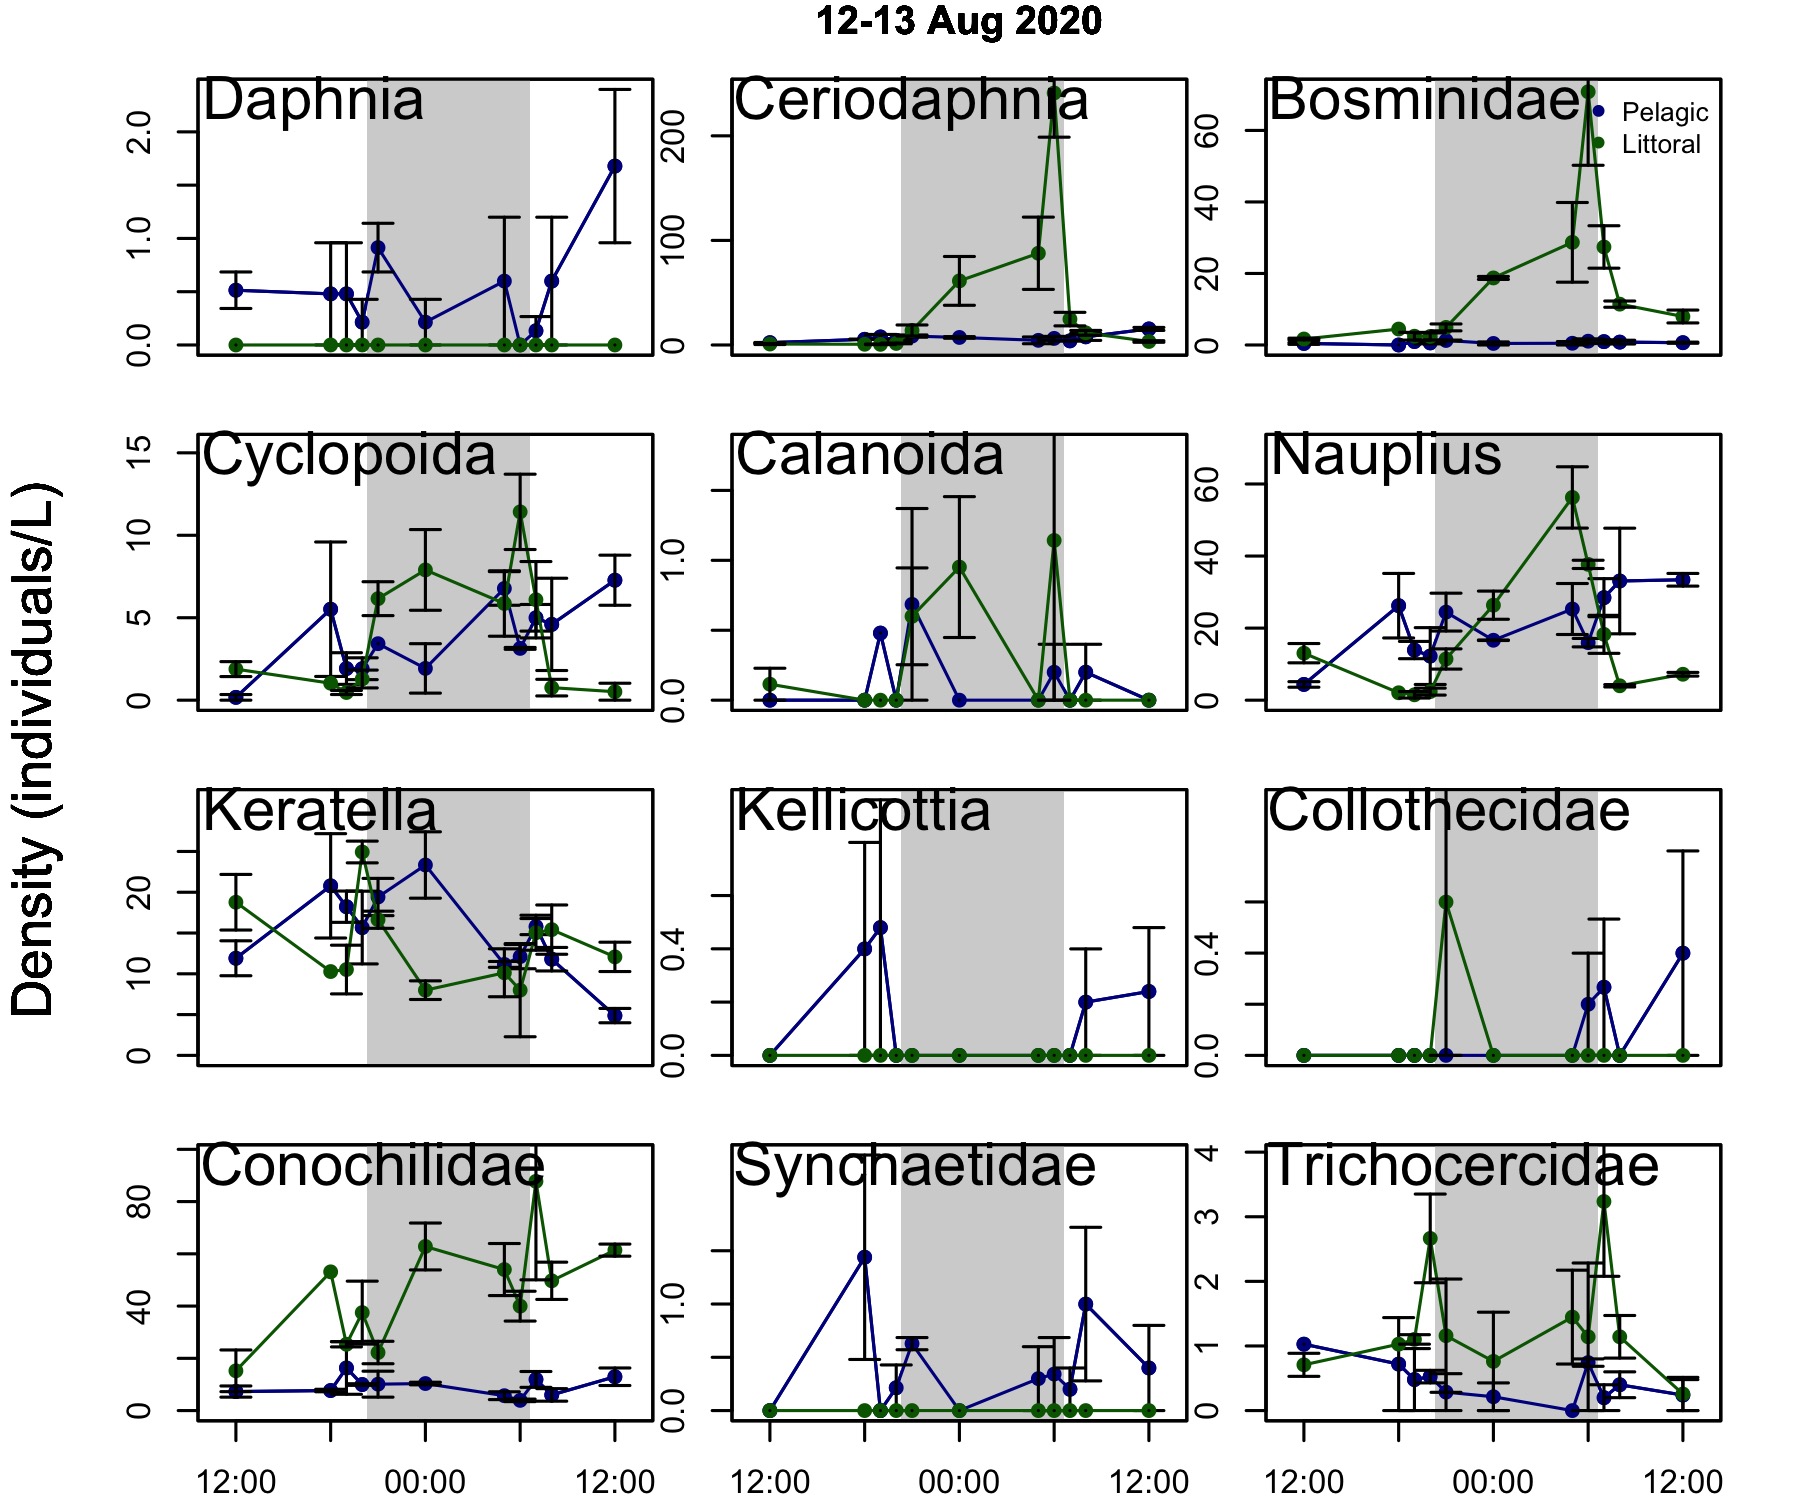 12-13 Aug 2020
Density (individuals/L)
Daphnia
0.0
1.0
2.0
Ceriodaphnia
0
100
200
Bosminidae
Pelagic
Littoral
0
20
40
60
Cyclopoida
0
5
10
15
Calanoida
0.0
1.0
Nauplius
0
20
40
60
Keratella
0
10
20
Kellicottia
0.0
0.4
Collothecidae
0.0
0.4
Conochilidae
0
40
80
12:00
00:00
12:00
Synchaetidae
0.0
1.0
12:00
00:00
12:00
Trichocercidae
0
1
2
3
4
12:00
00:00
12:00